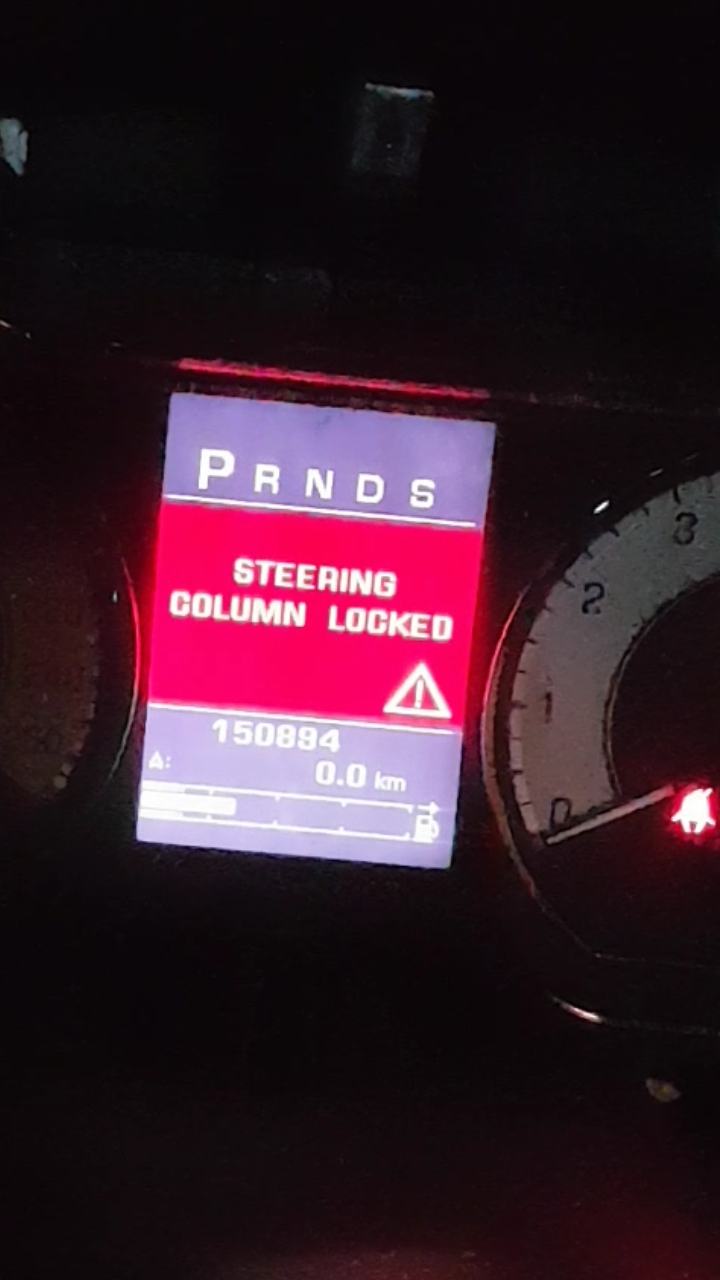 P R N D S
STEERING
COLUMN LOCKED
150894
A:
0.0 km
3
2
1
0